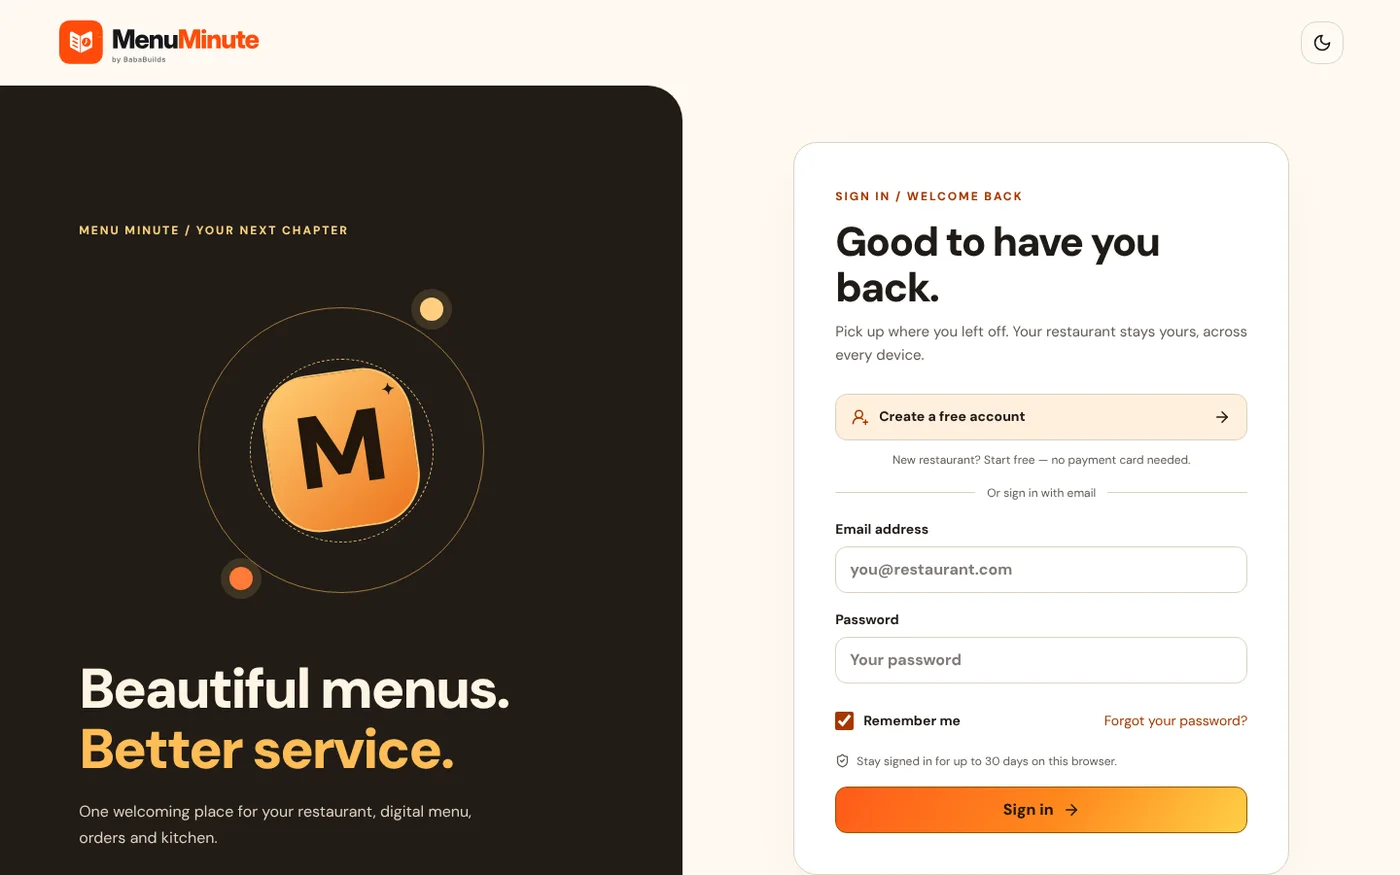 MenuMinute
by BabaBuilds
MENU MINUTE / YOUR NEXT CHAPTER
M
Beautiful menus.
Better service.
One welcoming place for your restaurant, digital menu,
orders and kitchen.
SIGN IN / WELCOME BACK
Good to have you
back.
Pick up where you left off. Your restaurant stays yours, across
every device.
Create a free account
New restaurant? Start free — no payment card needed.
Or sign in with email
Email address
you@restaurant.com
Password
Your password
Remember me
Forgot your password?
Stay signed in for up to 30 days on this browser.
Sign in